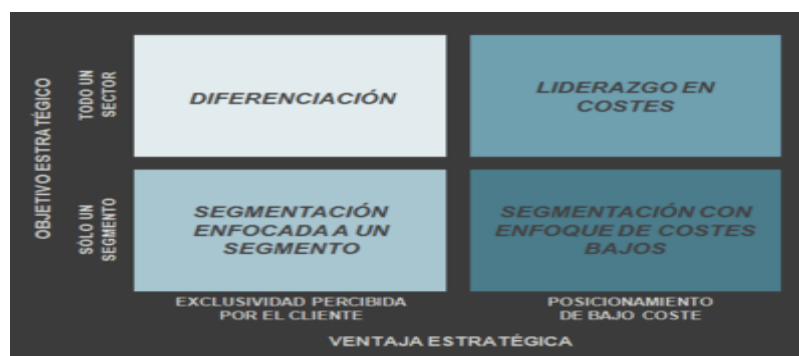 OBJETIVO ESTRATÉGICO
TODO UN
SECTOR
DIFERENCIACIÓN
LIDERAZGO EN
COSTES
SÓLO UN
SEGMENTO
SEGMENTACIÓN
ENFOCADA A UN
SEGMENTO
SEGMENTACIÓN CON
ENFOQUE DE COSTES
BAJOS
EXCLUSIVIDAD PERCIBIDA
POR EL CLIENTE
POSICIONAMIENTO
DE BAJO COSTE
VENTAJA ESTRATÉGICA